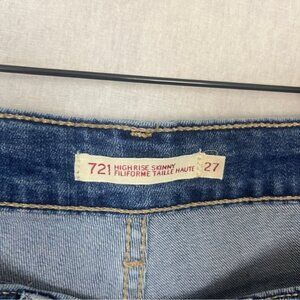 721 HIGH RISE SKINNY 27
FILIFORME TAILLE HAUTE